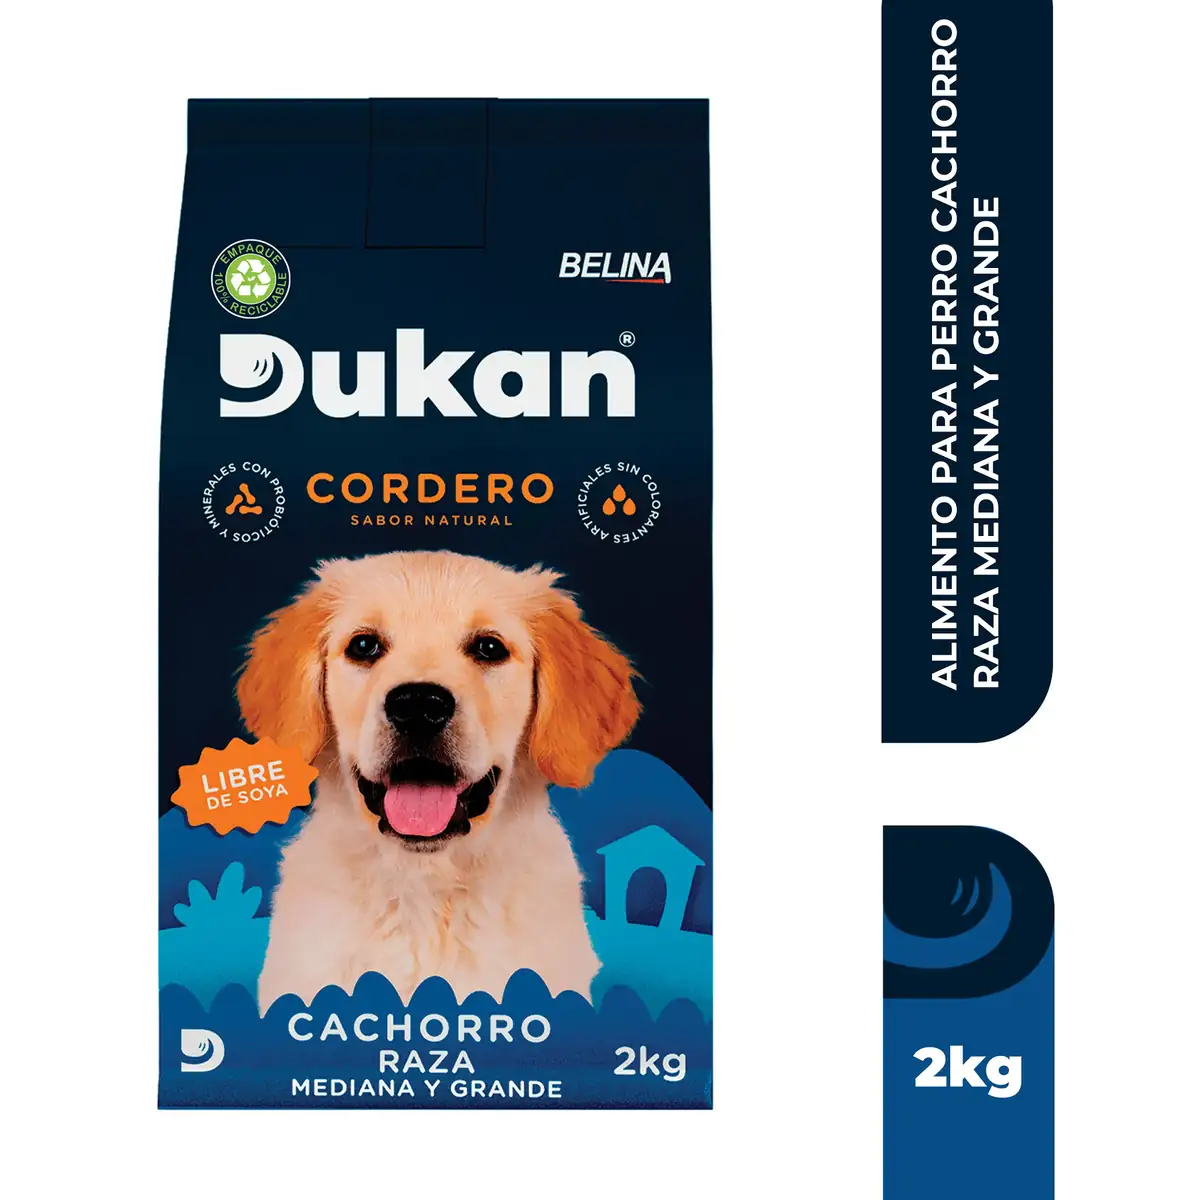 EMPAQUE
100% RECICLABLE
BELINA
Dukan®
MINERALES CON PROBIÓTICOS Y
CORDERO
SABOR NATURAL
SIN COLORANTES ARTIFICIALES
LIBRE
DE SOYA
CACHORRO
RAZA
MEDIANA Y GRANDE
2kg
ALIMENTO PARA PERRO CACHORRO
RAZA MEDIANA Y GRANDE
2kg